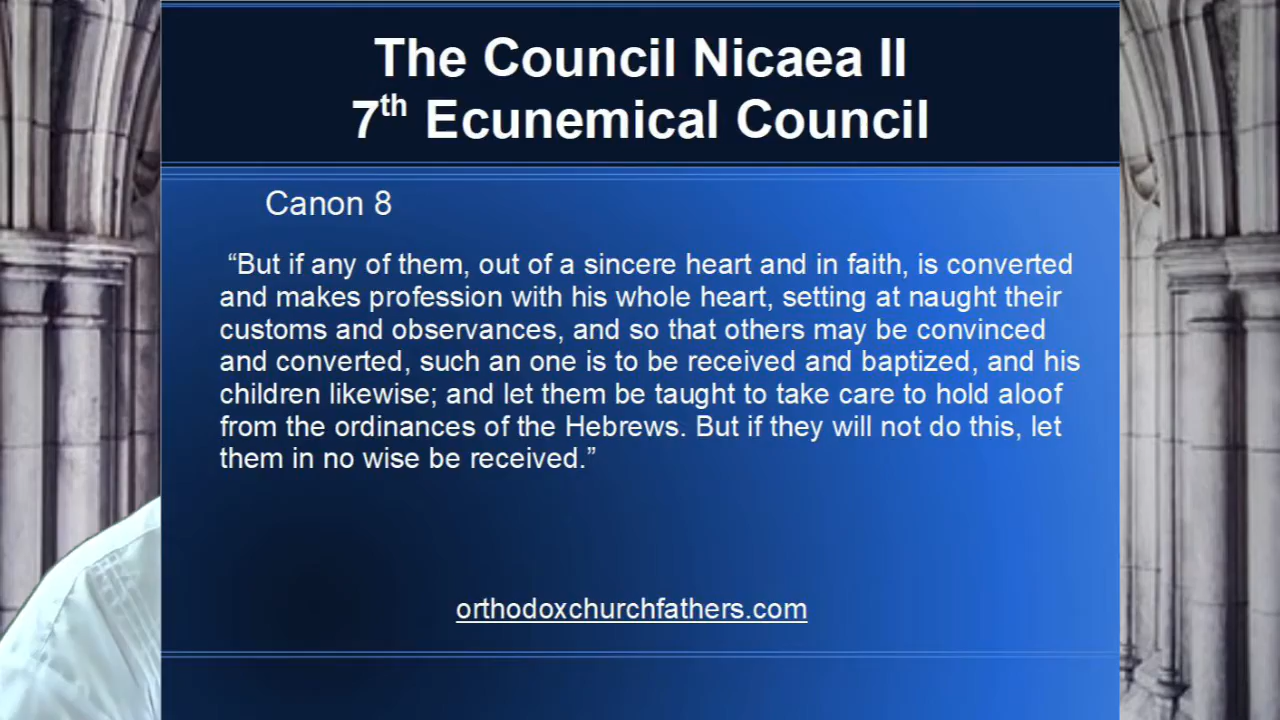 The Council Nicaea II
7th Ecunemical Council
Canon 8
“But if any of them, out of a sincere heart and in faith, is converted
and makes profession with his whole heart, setting at naught their
customs and observances, and so that others may be convinced
and converted, such an one is to be received and baptized, and his
children likewise; and let them be taught to take care to hold aloof
from the ordinances of the Hebrews. But if they will not do this, let
them in no wise be received.”
orthodoxchurchfathers.com